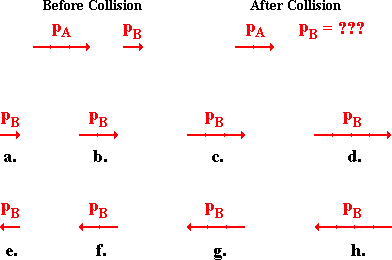 Before Collision After Collision
pA pB pA pB = ???
pB pB pB pB
a. b. c. d.
pB pB pB pB
e. f. g. h.